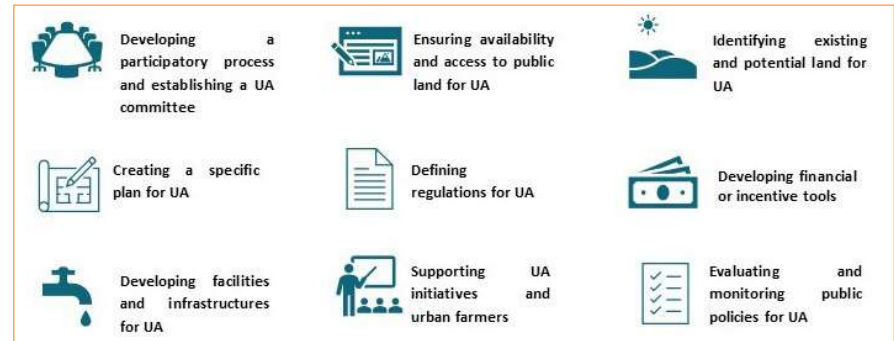 Developing a
participatory process
and establishing a UA
committee
Ensuring availability
and access to public
land for UA
Identifying existing
and potential land for
UA
Creating a specific
plan for UA
Defining
regulations for UA
Developing financial
or incentive tools
Developing facilities
and infrastructures
for UA
Supporting UA
initiatives and
urban farmers
Evaluating and
monitoring public
policies for UA